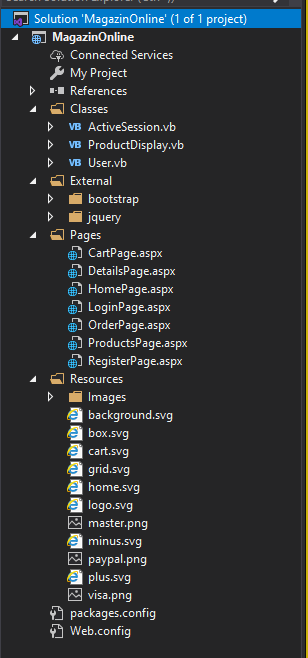 Solution 'MagazinOnline' (1 of 1 project)
MagazinOnline
Connected Services
My Project
References
Classes
VB ActiveSession.vb
VB ProductDisplay.vb
VB User.vb
External
bootstrap
jquery
Pages
CartPage.aspx
DetailsPage.aspx
HomePage.aspx
LoginPage.aspx
OrderPage.aspx
ProductsPage.aspx
RegisterPage.aspx
Resources
Images
background.svg
box.svg
cart.svg
grid.svg
home.svg
logo.svg
master.png
minus.svg
paypal.png
plus.svg
visa.png
packages.config
Web.config